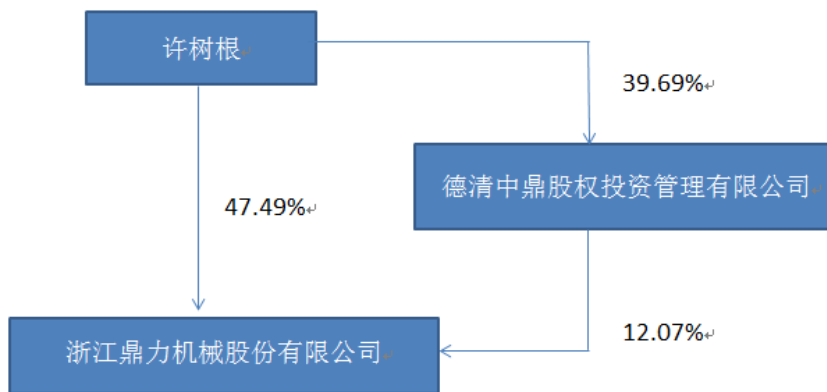 许树根
39.69%
德清中鼎股权投资管理有限公司
47.49%
12.07%
浙江鼎力机械股份有限公司